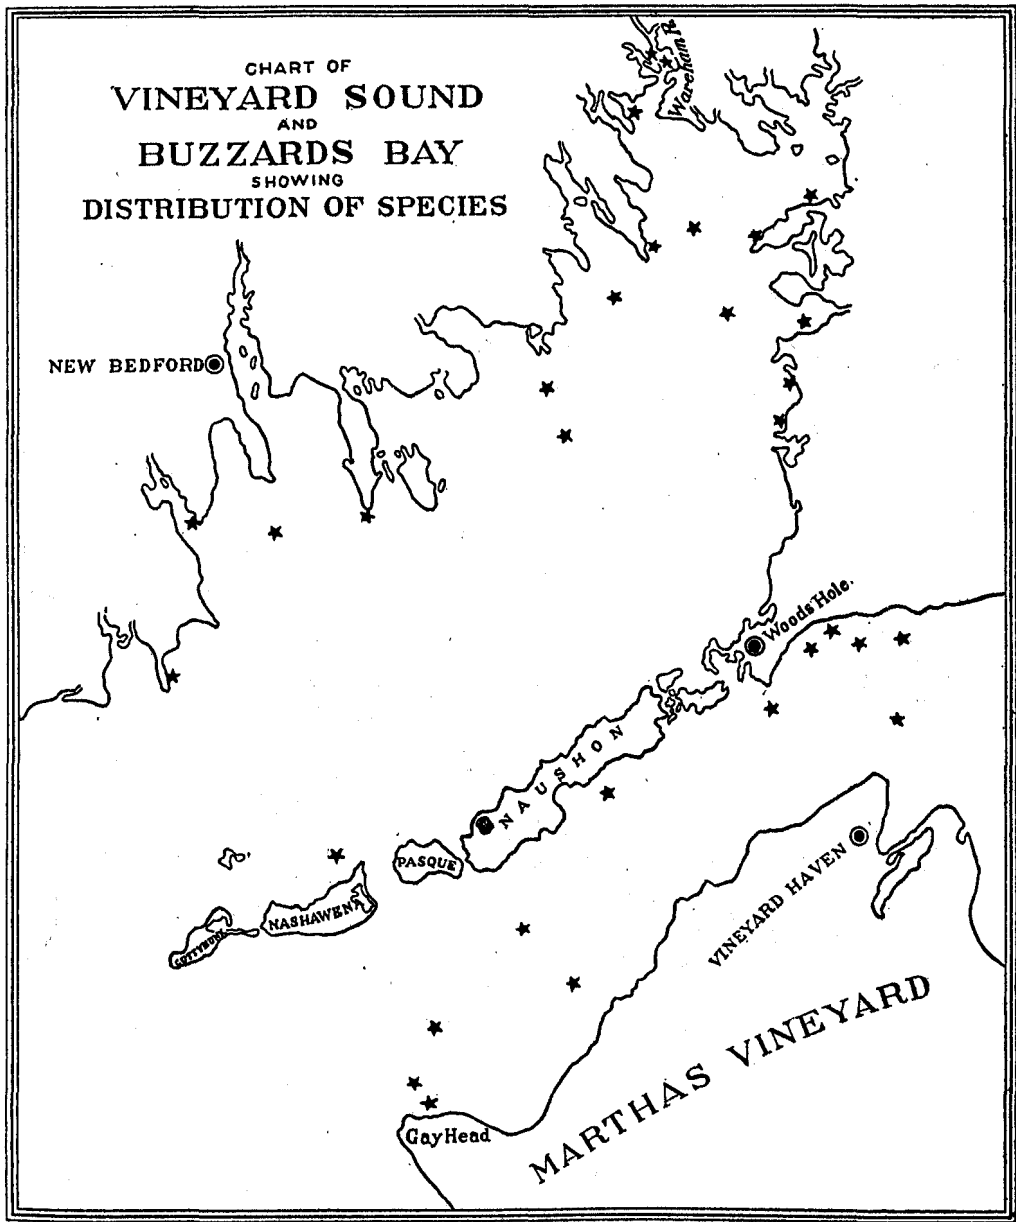 CHART OF
VINEYARD SOUND
AND
BUZZARDS BAY
SHOWING
DISTRIBUTION OF SPECIES
Wareham R.
NEW BEDFORD
Woods Hole.
NAUSHON
PASQUE
NASHAWENA
CUTTYHUNK
VINEYARD HAVEN
MARTHAS VINEYARD
Gay Head